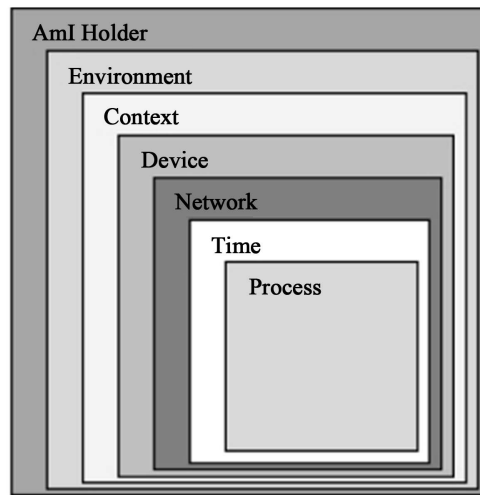 AmI Holder
Environment
Context
Device
Network
Time
Process